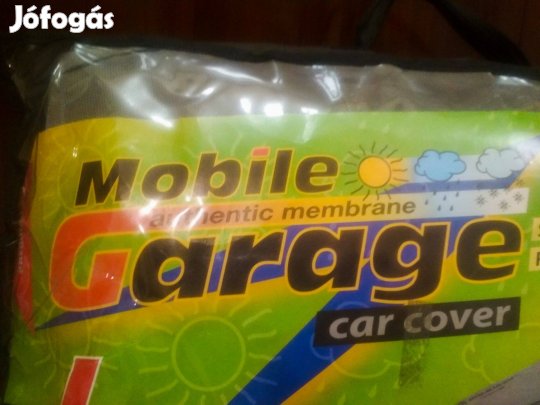 Jófogás
Mobile
authentic membrane
Garage
car cover